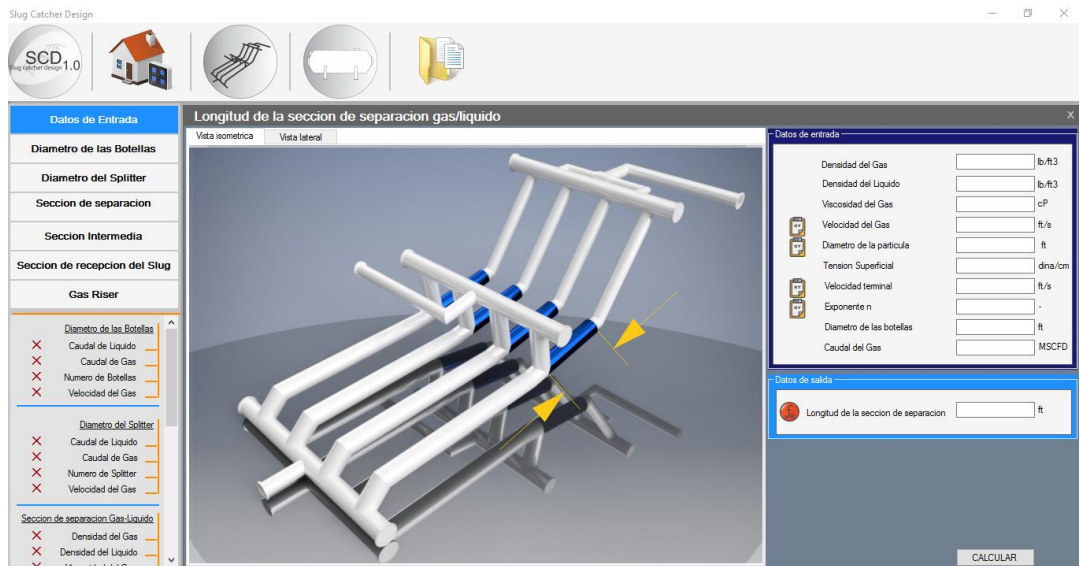 Slug Catcher Design
SCD 1.0
Slug catcher design
Datos de Entrada
Diametro de las Botellas
Diametro del Splitter
Seccion de separacion
Seccion Intermedia
Seccion de recepcion del Slug
Gas Riser
Diametro de las Botellas
Caudal de Liquido
Caudal de Gas
Numero de Botellas
Velocidad del Gas
Diametro del Splitter
Caudal de Liquido
Caudal de Gas
Numero de Splitter
Velocidad del Gas
Seccion de separacion Gas-Liquido
Densidad del Gas
Densidad del Liquido
Longitud de la seccion de separacion gas/liquido X
Vista isometrica Vista lateral
Datos de entrada
Densidad del Gas lb/ft3
Densidad del Liquido lb/ft3
Viscosidad del Gas cP
Velocidad del Gas ft/s
Diametro de la particula ft
Tension Superficial dina/cm
Velocidad terminal ft/s
Exponente n -
Diametro de las botellas ft
Caudal del Gas MSCFD
Datos de salida
Longitud de la seccion de separacion ft
CALCULAR